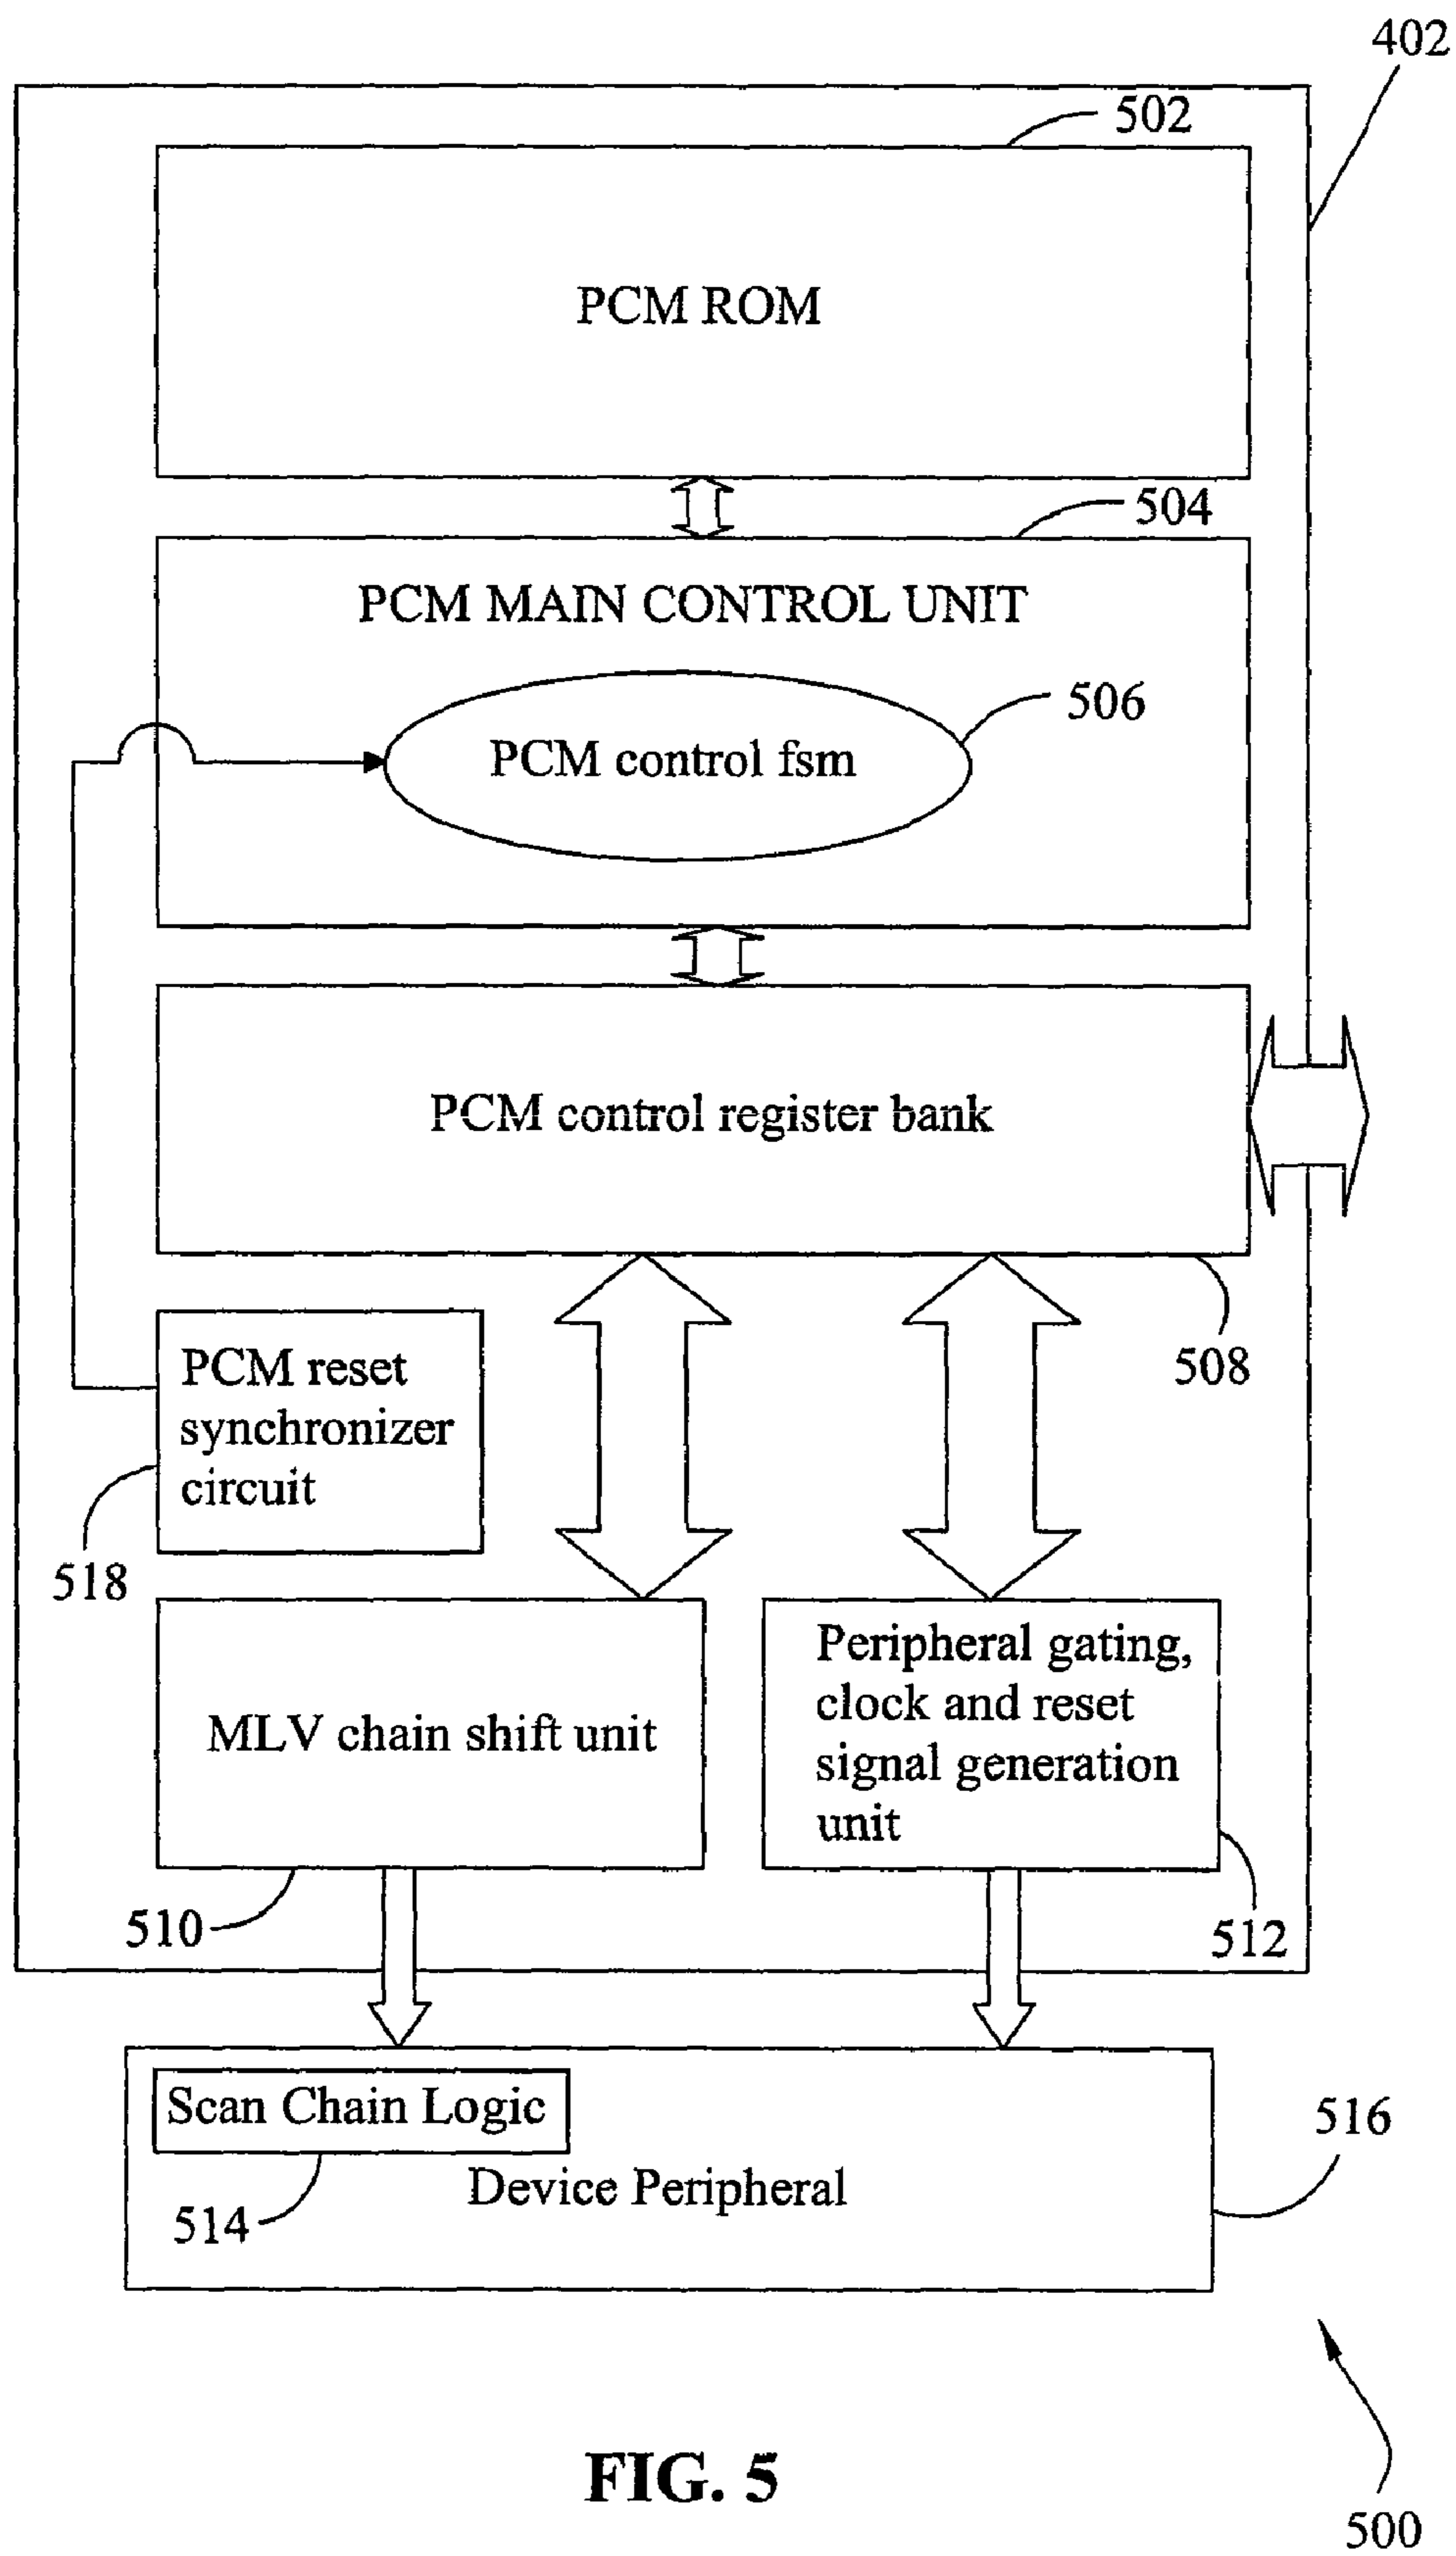 402
502
PCM ROM
504
PCM MAIN CONTROL UNIT
506
PCM control fsm
PCM control register bank
508
PCM reset
synchronizer
circuit
518
MLV chain shift unit
Peripheral gating,
clock and reset
signal generation
unit
510
512
Scan Chain Logic
514
Device Peripheral
516
FIG. 5
500